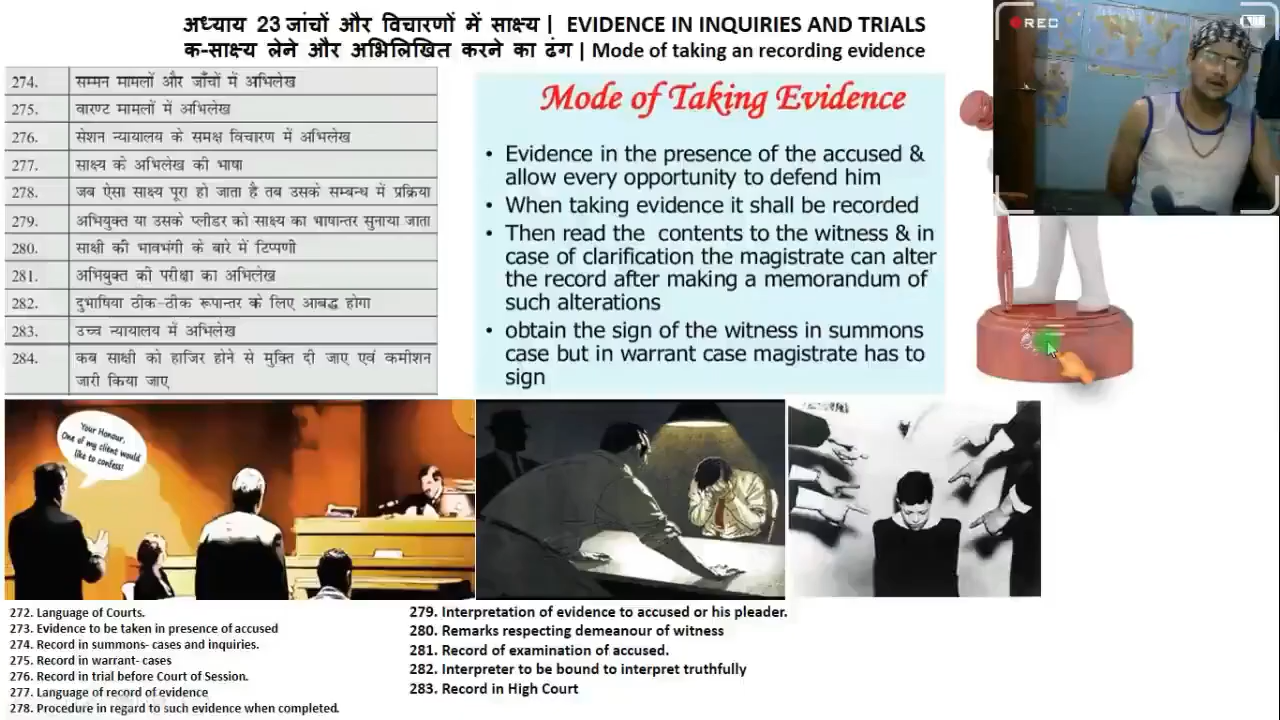 अध्याय 23 जांचों और विचारणों में साक्ष्य | EVIDENCE IN INQUIRIES AND TRIALS
क-साक्ष्य लेने और अभिलिखित करने का ढंग | Mode of taking an recording evidence
274. सम्मन मामलों और जाँचों में अभिलेख
275. वारण्ट मामलों में अभिलेख
276. सेशन न्यायालय के समक्ष विचारण में अभिलेख
277. साक्ष्य के अभिलेख की भाषा
278. जब ऐसा साक्ष्य पूरा हो जाता है तब उसके सम्बन्ध में प्रक्रिया
279. अभियुक्त या उसके प्लीडर को साक्ष्य का भाषान्तर सुनाया जाता
280. साक्षी की भावभंगी के बारे में टिप्पणी
281. अभियुक्त की परीक्षा का अभिलेख
282. दुभाषिया ठीक-ठीक रूपान्तर के लिए आबद्ध होगा
283. उच्च न्यायालय में अभिलेख
284. कब साक्षी को हाजिर होने से मुक्ति दी जाए एवं कमीशन
जारी किया जाए
Mode of Taking Evidence
• Evidence in the presence of the accused &
allow every opportunity to defend him
• When taking evidence it shall be recorded
• Then read the contents to the witness & in
case of clarification the magistrate can alter
the record after making a memorandum of
such alterations
• obtain the sign of the witness in summons
case but in warrant case magistrate has to
sign
REC
Your Honour.
One of my client would
like to confess!
272. Language of Courts.
273. Evidence to be taken in presence of accused
274. Record in summons- cases and inquiries.
275. Record in warrant- cases
276. Record in trial before Court of Session.
277. Language of record of evidence
278. Procedure in regard to such evidence when completed.
279. Interpretation of evidence to accused or his pleader.
280. Remarks respecting demeanour of witness
281. Record of examination of accused.
282. Interpreter to be bound to interpret truthfully
283. Record in High Court